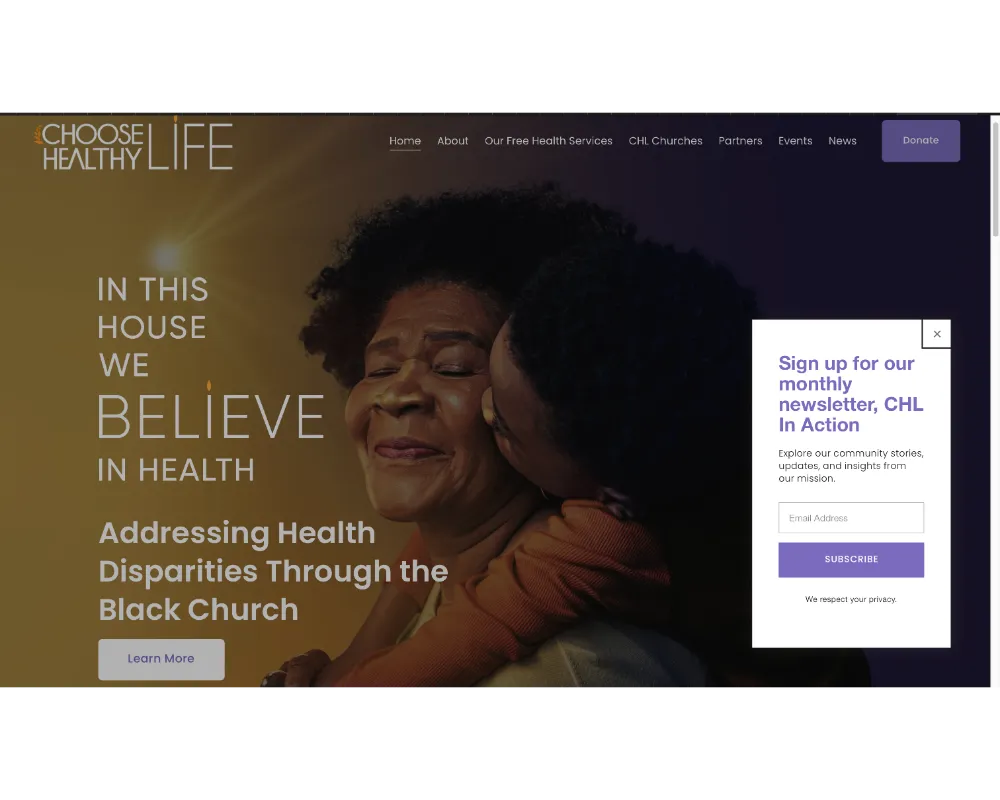 CHOOSE
HEALTHY LIFE
Home About Our Free Health Services CHL Churches Partners Events News Donate
IN THIS
HOUSE
WE
BELIEVE
IN HEALTH
Addressing Health
Disparities Through the
Black Church
Learn More
×
Sign up for our
monthly
newsletter, CHL
In Action
Explore our community stories,
updates, and insights from
our mission.
Email Address
SUBSCRIBE
We respect your privacy.